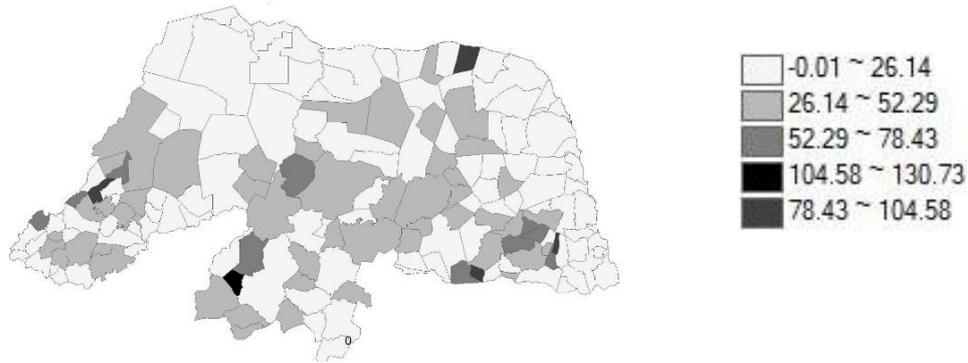 -0.01 ~ 26.14
26.14 ~ 52.29
52.29 ~ 78.43
104.58 ~ 130.73
78.43 ~ 104.58
0